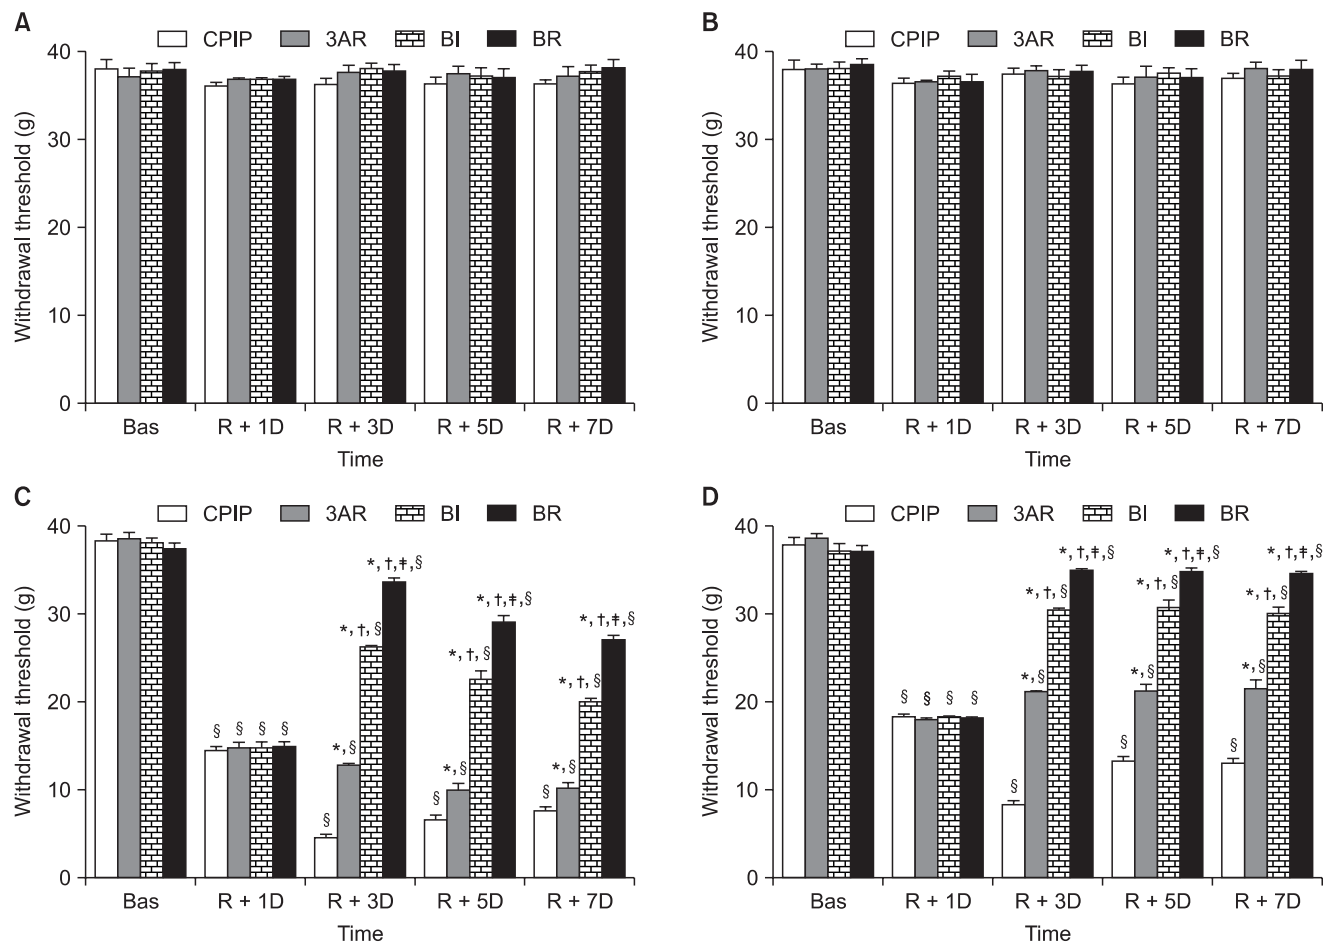 A
CPIP 3AR BI BR
Withdrawal threshold (g)
40
30
20
10
0
Bas R + 1D R + 3D R + 5D R + 7D
Time
B
CPIP 3AR BI BR
Withdrawal threshold (g)
40
30
20
10
0
Bas R + 1D R + 3D R + 5D R + 7D
Time
C
CPIP 3AR BI BR
Withdrawal threshold (g)
40
30
20
10
0
§ § § §
§ *,§ *,†,§ *,†,‡,§
§ *,§ *,†,§ *,†,‡,§
§ *,§ *,†,§ *,†,‡,§
Bas R + 1D R + 3D R + 5D R + 7D
Time
D
CPIP 3AR BI BR
Withdrawal threshold (g)
40
30
20
10
0
§ § § §
§ *,§ *,†,§ *,†,‡,§
§ *,§ *,†,§ *,†,‡,§
§ *,§ *,†,§ *,†,‡,§
Bas R + 1D R + 3D R + 5D R + 7D
Time